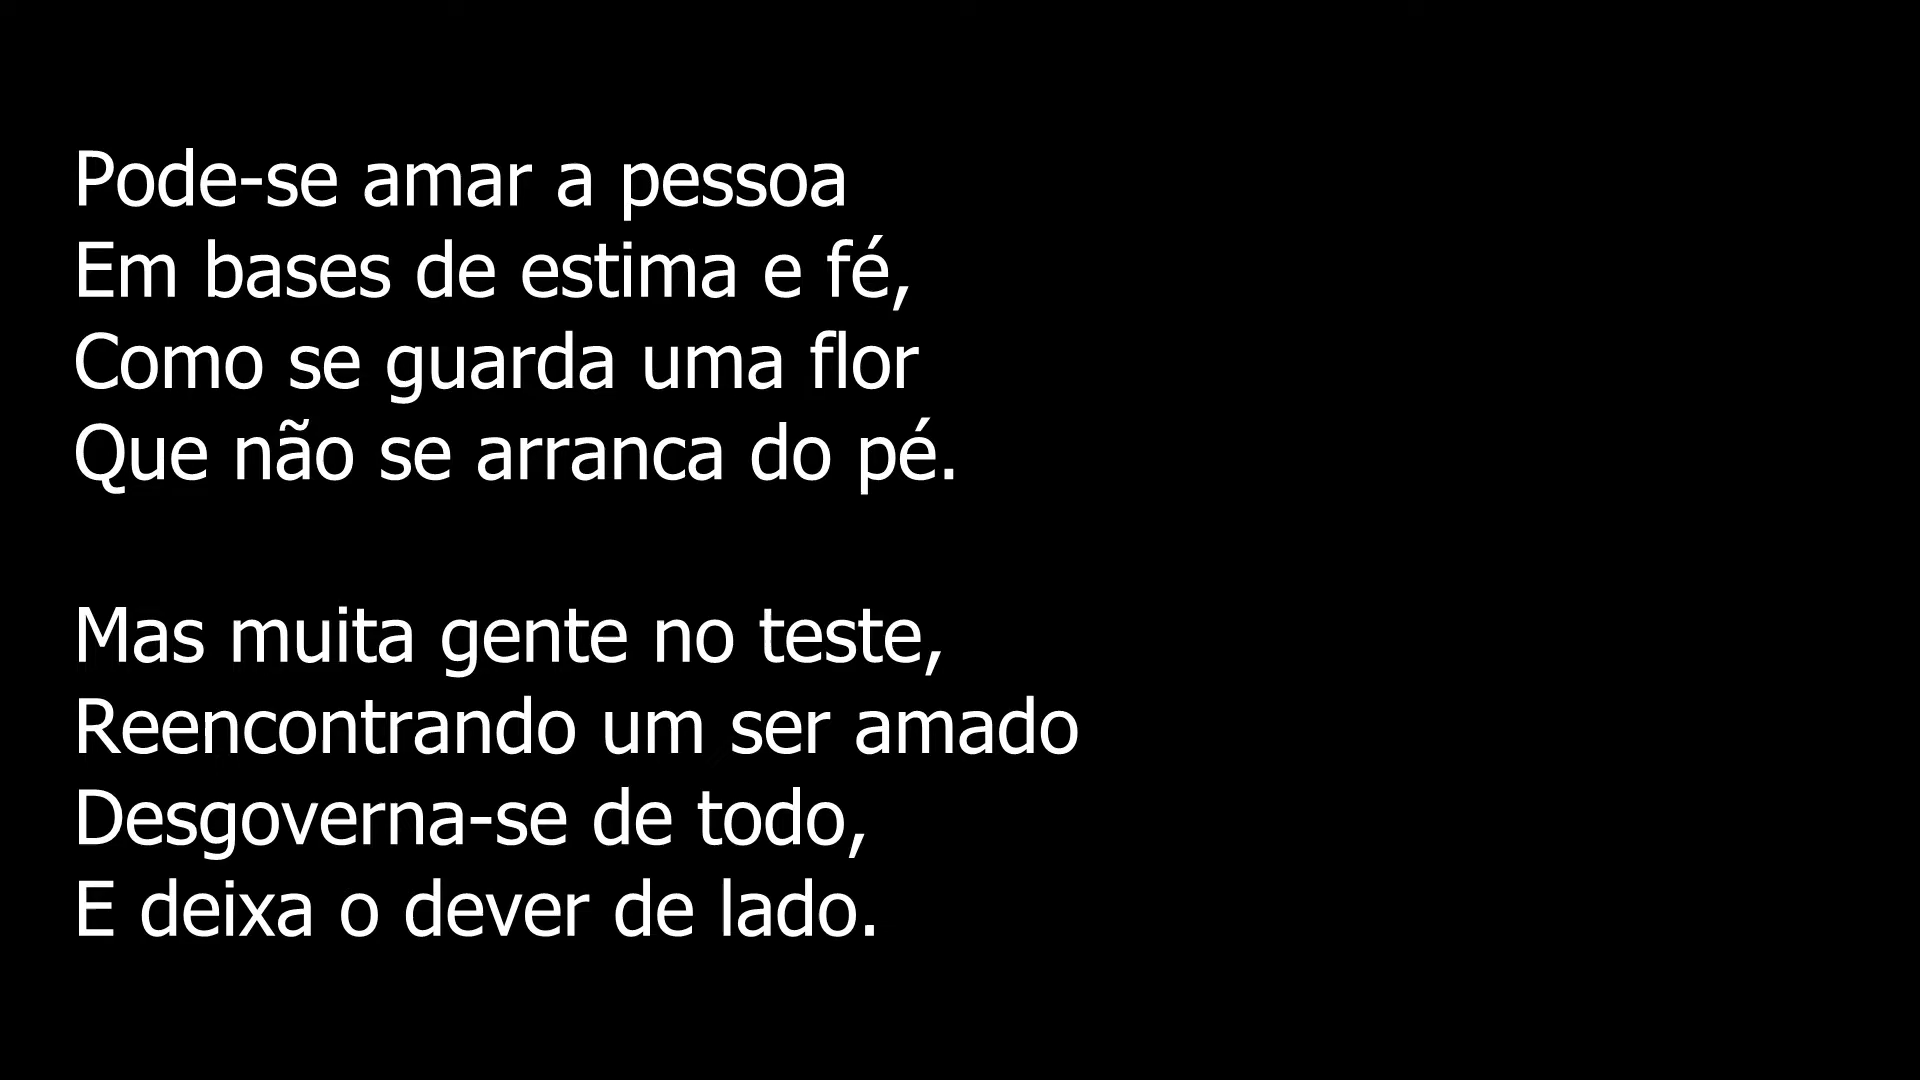 Pode-se amar a pessoa
Em bases de estima e fé,
Como se guarda uma flor
Que não se arranca do pé.
Mas muita gente no teste,
Reencontrando um ser amado
Desgoverna-se de todo,
E deixa o dever de lado.